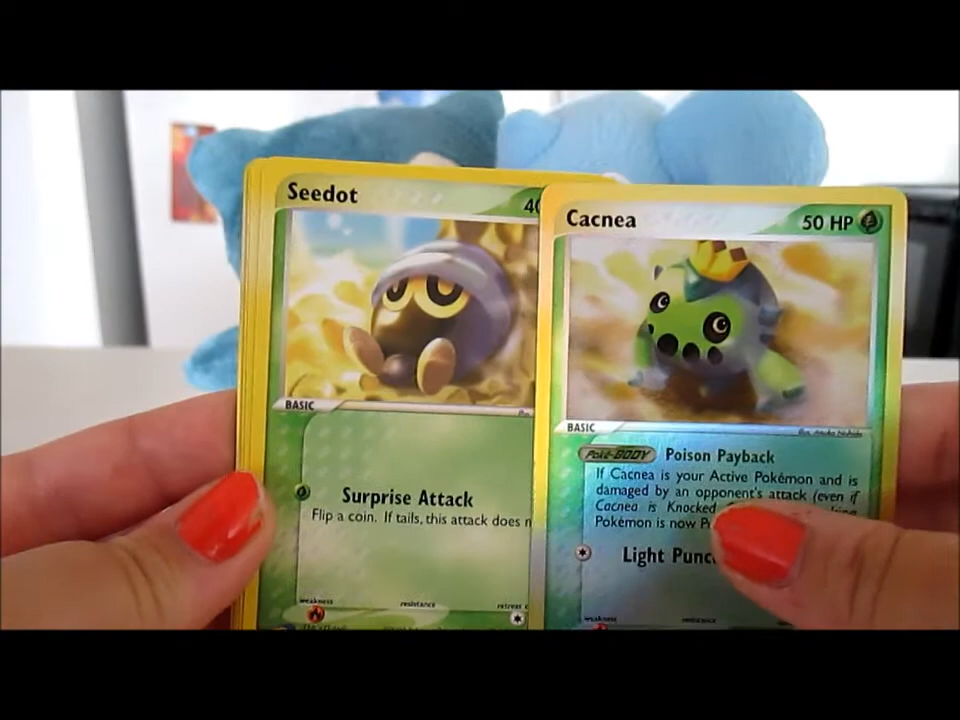 Seedot
40
BASIC
Surprise Attack
Flip a coin. If tails, this attack does n
weakness
resistance
retreat c
Cacnea
50 HP
BASIC
Poké-BODY Poison Payback
If Cacnea is your Active Pokémon and is
damaged by an opponent's attack (even if
Cacnea is Knocked
Pokémon is now P
Light Punc
weakness
resistance